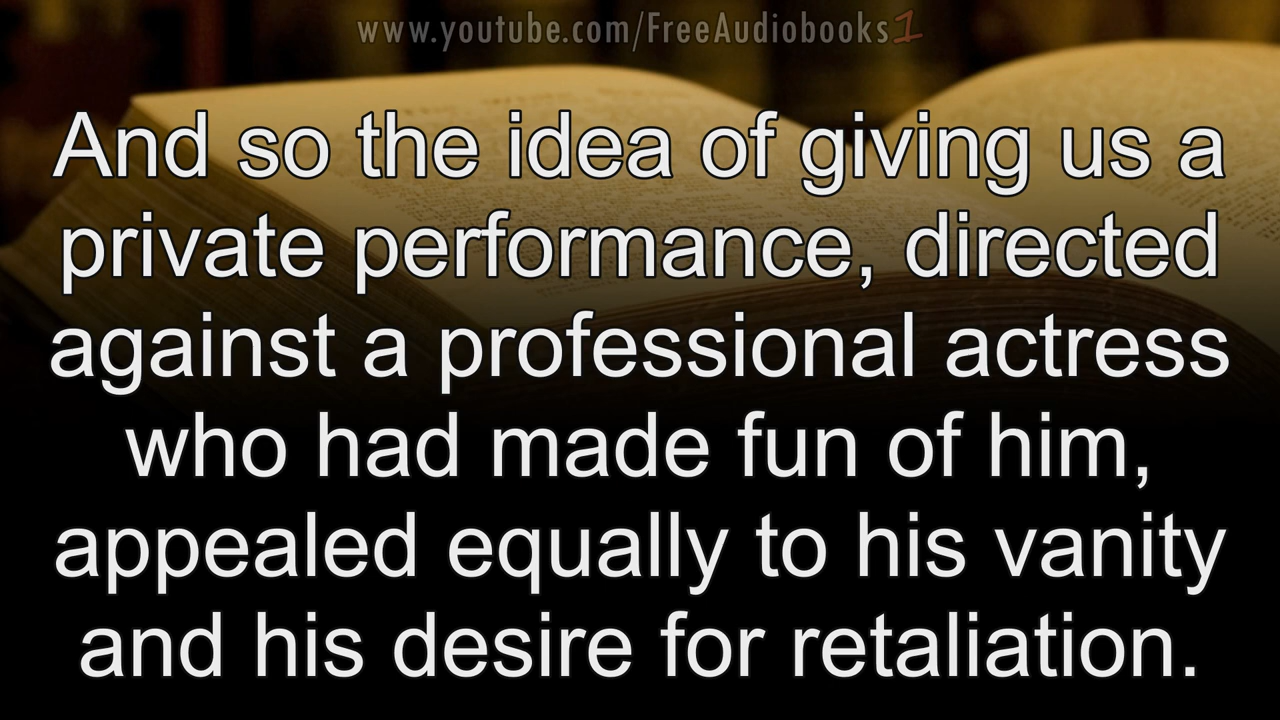 www.youtube.com/FreeAudiobooks1
And so the idea of giving us a
private performance, directed
against a professional actress
who had made fun of him,
appealed equally to his vanity
and his desire for retaliation.